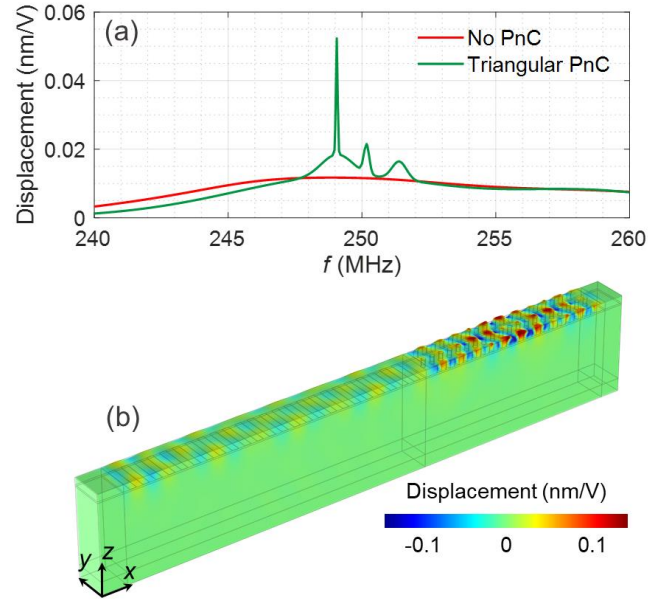 Displacement (nm/V)
0.06
0.04
0.02
0
(a)
No PnC
Triangular PnC
240
245
250
255
260
f (MHz)
(b)
Displacement (nm/V)
-0.1
0
0.1
y
z
x